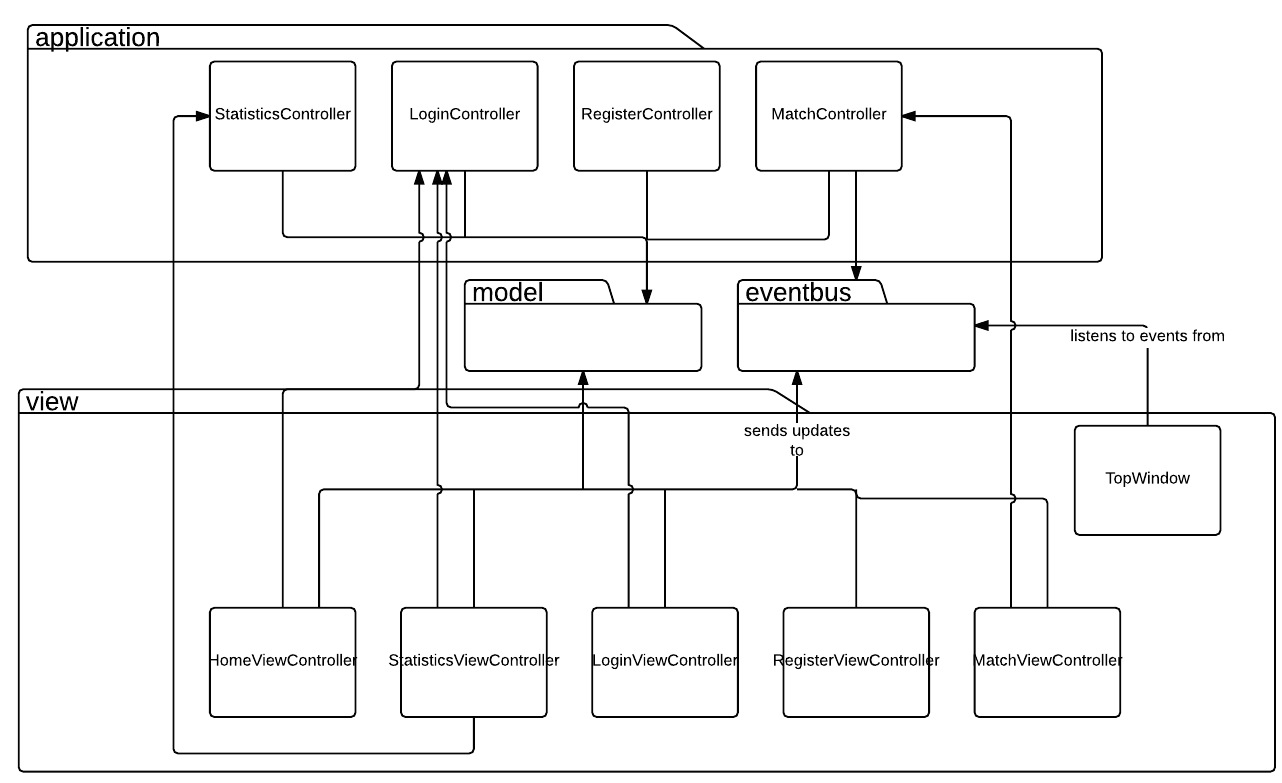 application
StatisticsController
LoginController
RegisterController
MatchController
model
eventbus
listens to events from
view
sends updates
to
TopWindow
HomeViewController
StatisticsViewController
LoginViewController
RegisterViewController
MatchViewController